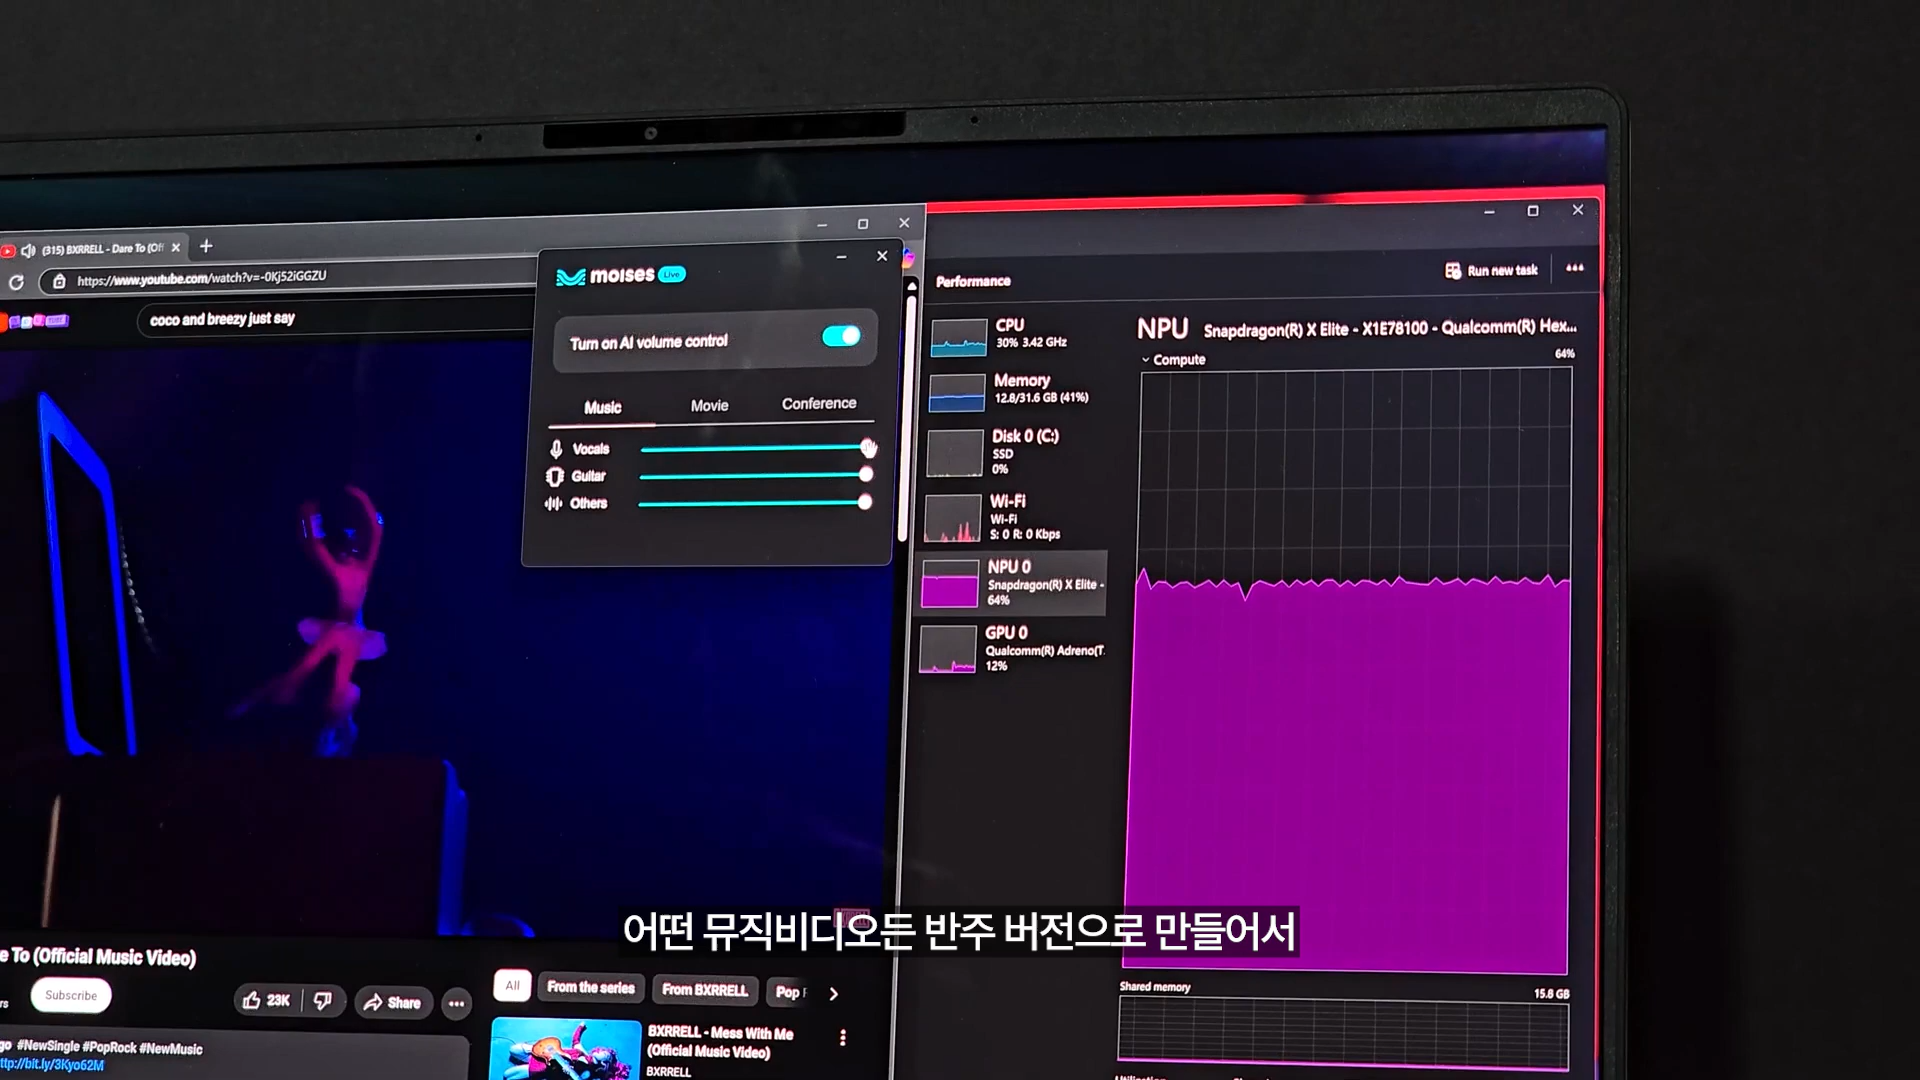 (315) BXRRELL - Dare To (Off
https://www.youtube.com/watch?v=-0Kj52iGGZU
coco and breezy just say
moises Live
Turn on AI volume control
Music Movie Conference
Vocals
Guitar
Others
Performance
Run new task
CPU
30% 3.42 GHz
Memory
12.8/31.6 GB (41%)
Disk 0 (C:)
SSD
0%
Wi-Fi
Wi-Fi
S: 0 R: 0 Kbps
NPU 0
Snapdragon(R) X Elite -
64%
GPU 0
Qualcomm(R) Adreno(T
12%
NPU Snapdragon(R) X Elite - X1E78100 - Qualcomm(R) Hex...
Compute 64%
어떤 뮤직비디오든 반주 버전으로 만들어서
e To (Official Music Video)
rs
Subscribe
23K
Share
All
From the series
From BXRRELL
Pop
go #NewSingle #PopRock #NewMusic
ttp://bit.ly/3Kyo62M
BXRRELL - Mess With Me
(Official Music Video)
BXRRELL
Shared memory 15.8 GB